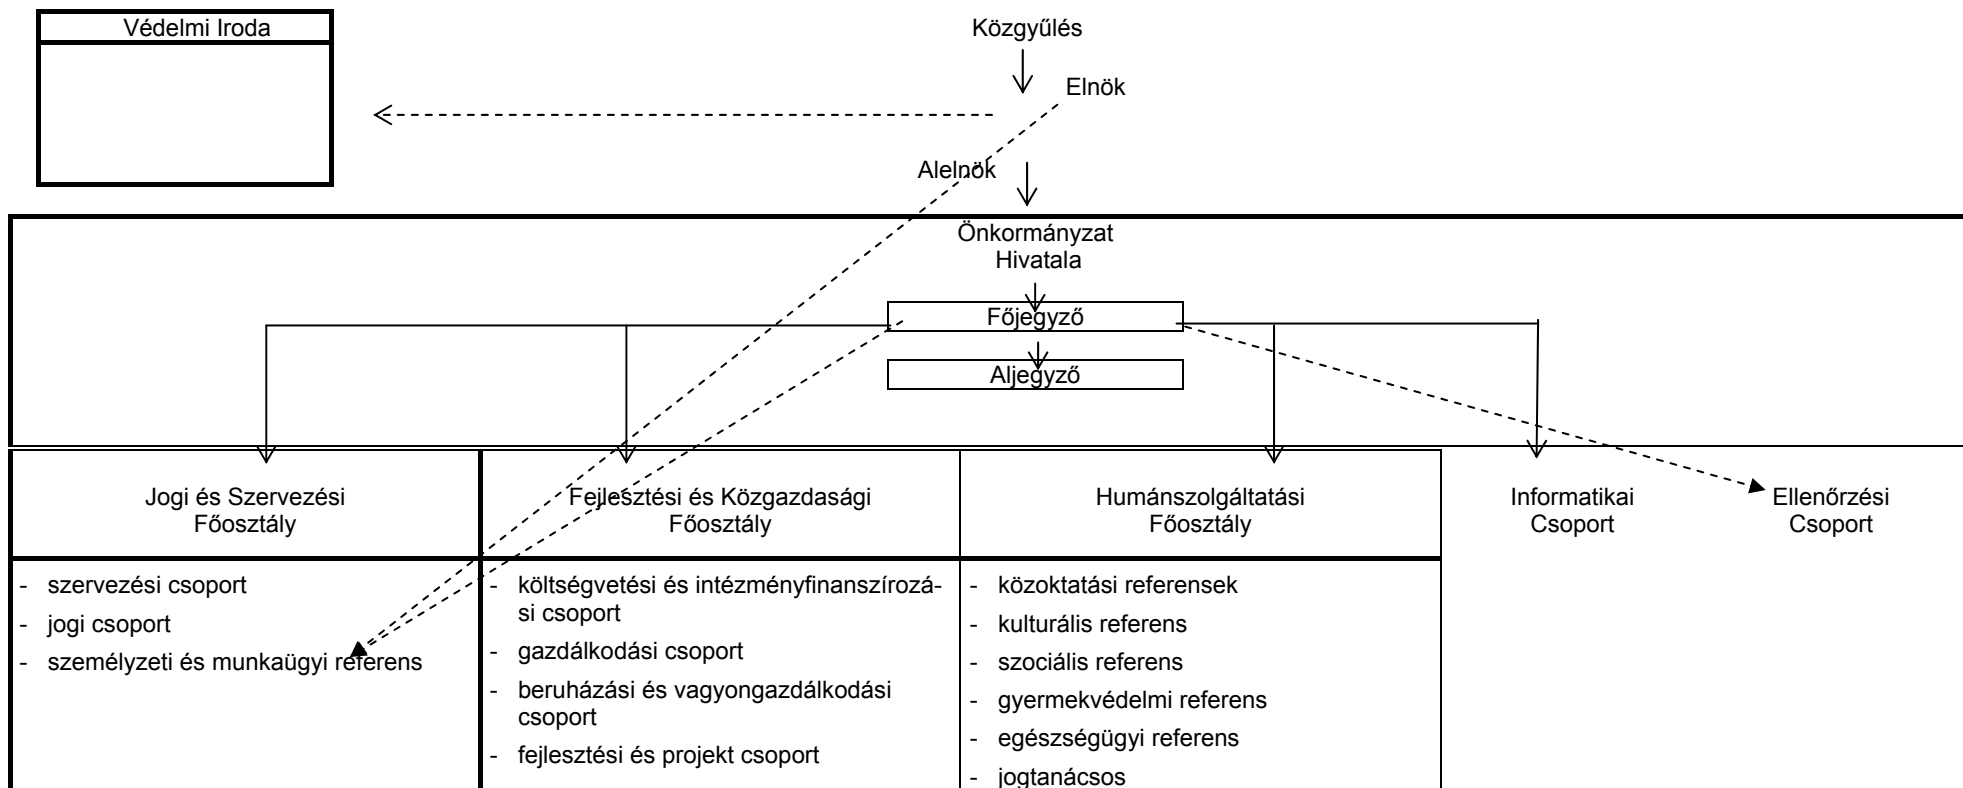 Védelmi Iroda
Közgyűlés
Elnök
Alelnök
Önkormányzat
Hivatala
Főjegyző
Aljegyző
Jogi és Szervezési
Főosztály
Fejlesztési és Közgazdasági
Főosztály
Humánszolgáltatási
Főosztály
Informatikai
Csoport
Ellenőrzési
Csoport
- szervezési csoport
- jogi csoport
- személyzeti és munkaügyi referens
- költségvetési és intézményfinanszírozá-
si csoport
- gazdálkodási csoport
- beruházási és vagyongazdálkodási
csoport
- fejlesztési és projekt csoport
- közoktatási referensek
- kulturális referens
- szociális referens
- gyermekvédelmi referens
- egészségügyi referens
- jogtanácsos